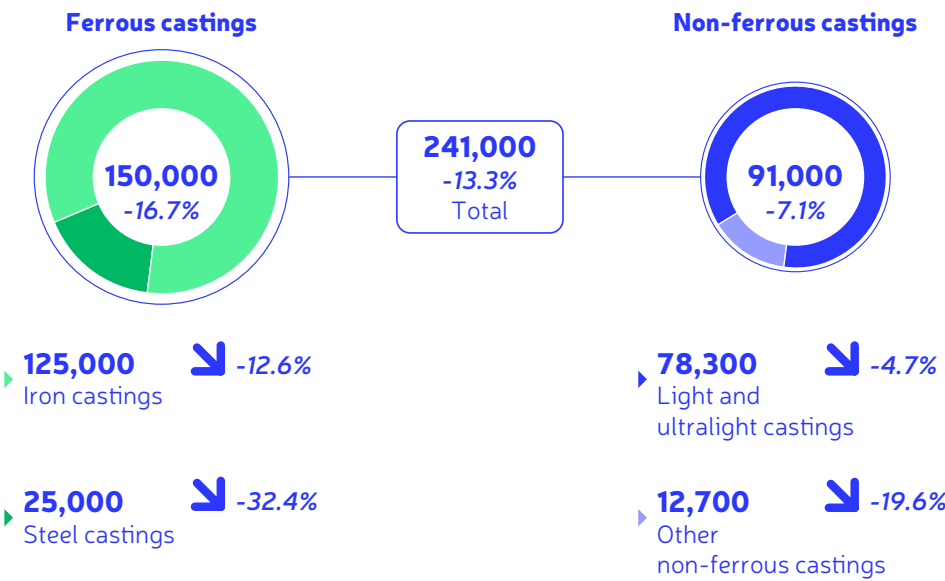 Ferrous castings
Non-ferrous castings
150,000
-16.7%
241,000
-13.3%
Total
91,000
-7.1%
125,000
-12.6%
Iron castings
78,300
-4.7%
Light and
ultralight castings
25,000
-32.4%
Steel castings
12,700
-19.6%
Other
non-ferrous castings